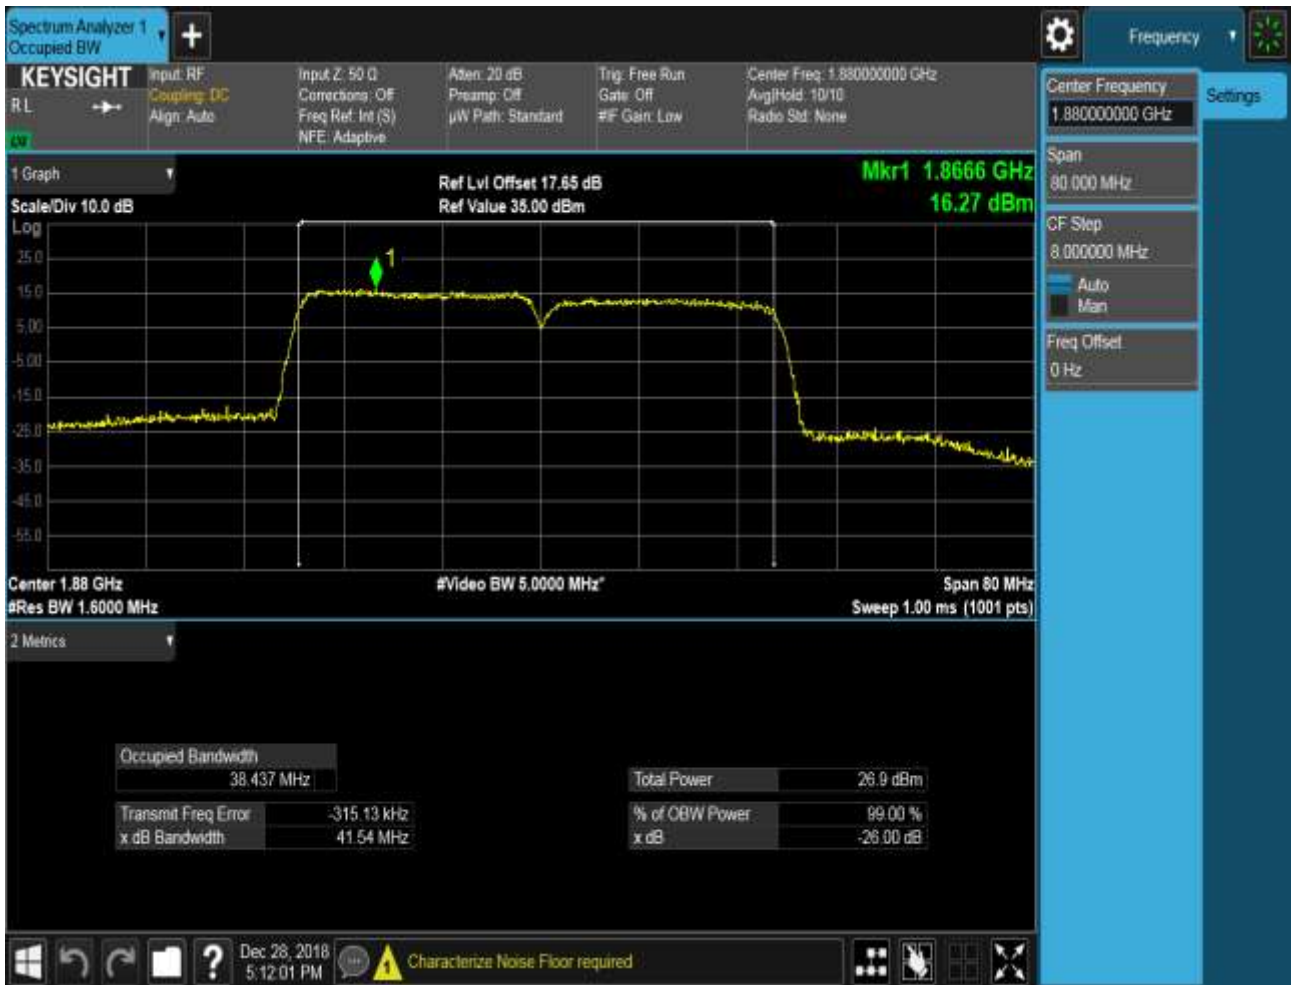 Spectrum Analyzer 1
Occupied BW
Frequency
KEYSIGHT
RL
Input: RF
Coupling: DC
Align: Auto
Input Z: 50 Ω
Corrections: Off
Freq Ref: Int (S)
NFE: Adaptive
Atten: 20 dB
Preamp: Off
µW Path: Standard
Trig: Free Run
Gate: Off
#IF Gain: Low
Center Freq: 1.880000000 GHz
Avg|Hold: 10/10
Radio Std: None
Center Frequency
1.880000000 GHz
Settings
Span
80.000 MHz
CF Step
8.000000 MHz
Auto
Man
Freq Offset
0 Hz
1 Graph
Scale/Div 10.0 dB
Ref Lvl Offset 17.65 dB
Ref Value 35.00 dBm
Mkr1 1.8666 GHz
16.27 dBm
Log
25.0
15.0
5.00
-5.00
-15.0
-25.0
-35.0
-45.0
-55.0
1
Center 1.88 GHz
#Video BW 5.0000 MHz*
Span 80 MHz
#Res BW 1.6000 MHz
Sweep 1.00 ms (1001 pts)
2 Metrics
Occupied Bandwidth
38.437 MHz
Total Power 26.9 dBm
Transmit Freq Error -315.13 kHz
% of OBW Power 99.00 %
x dB Bandwidth 41.54 MHz
x dB -26.00 dB
Dec 28, 2018
5:12:01 PM
1
Characterize Noise Floor required